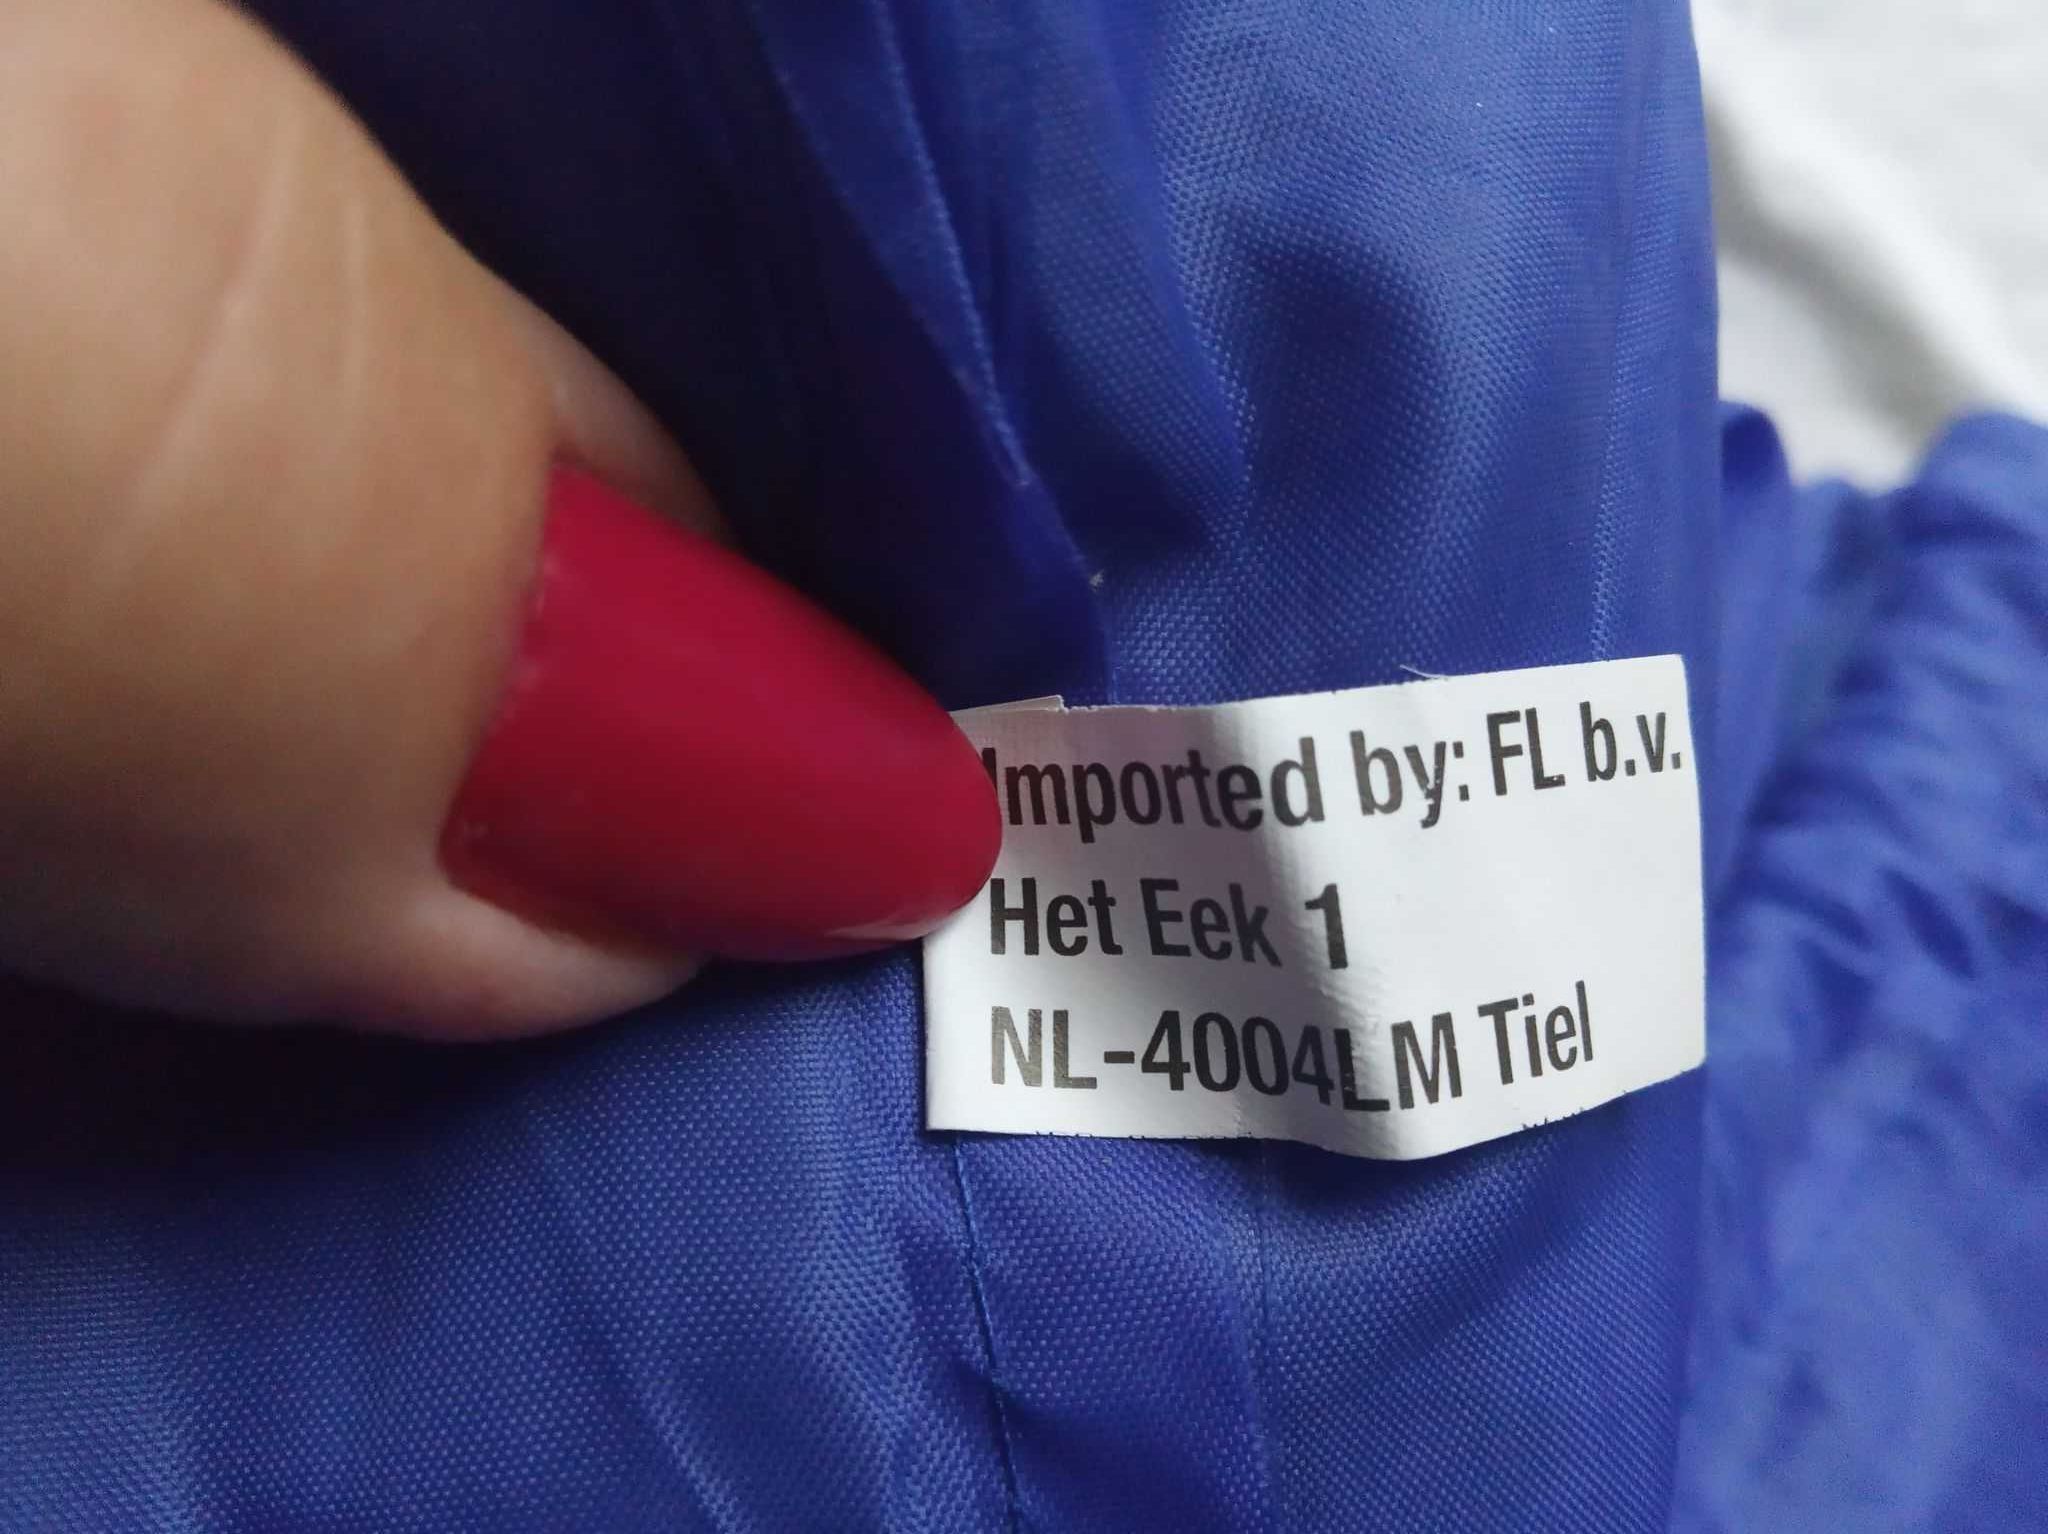 Imported by: FL b.v.
Het Eek 1
NL-4004LM Tiel